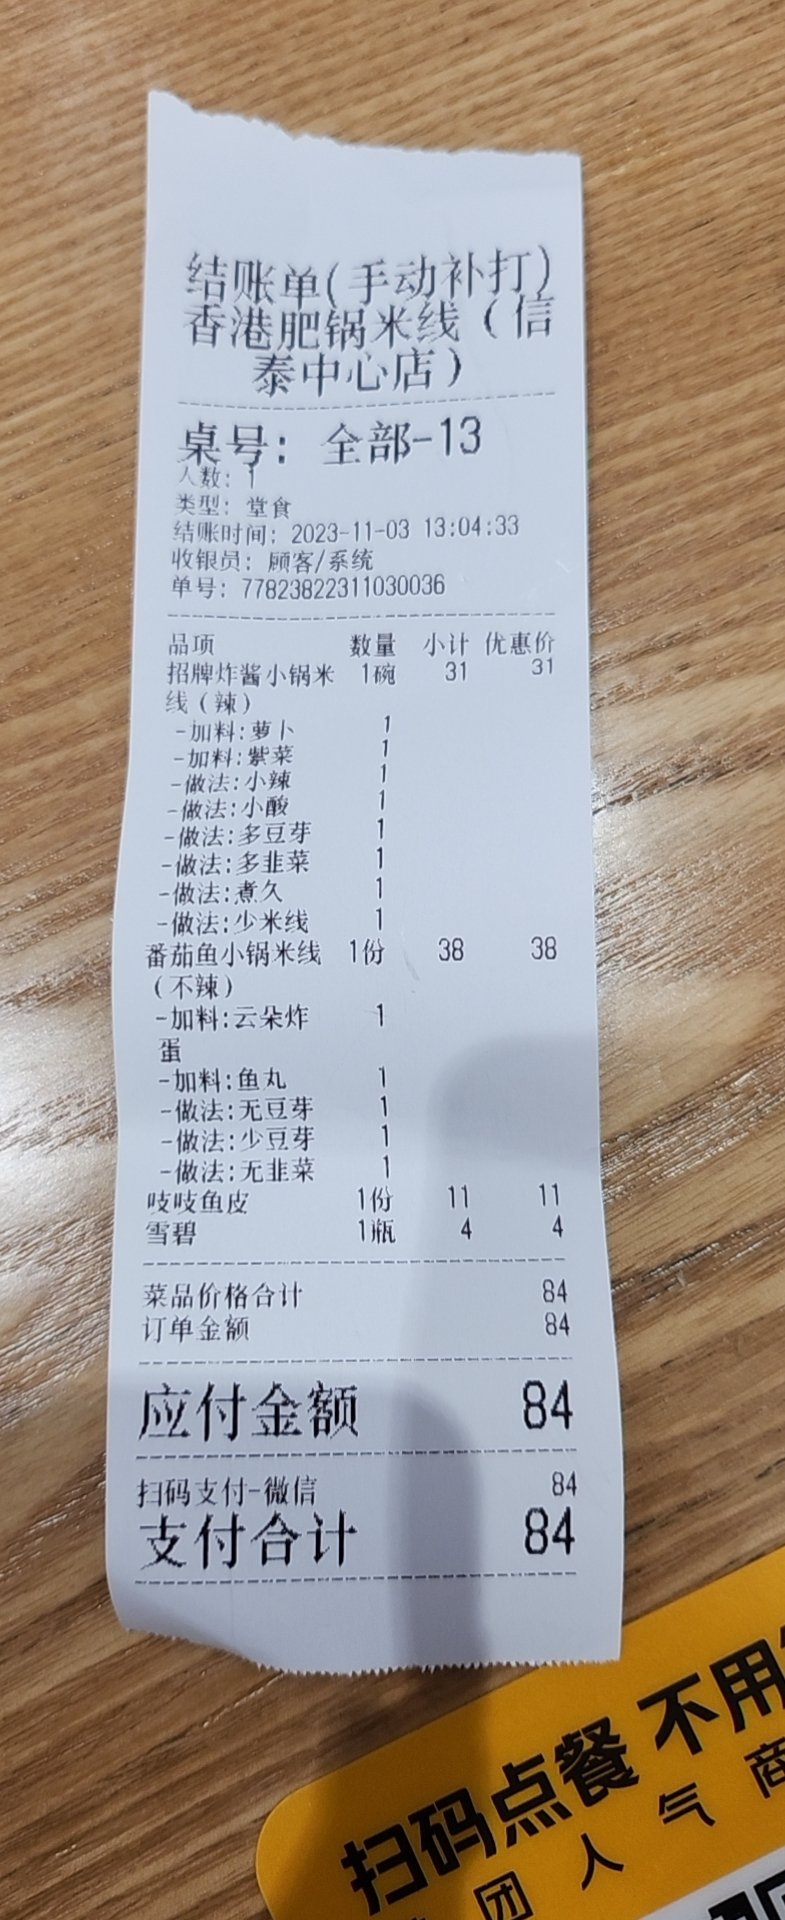 结账单(手动补打)
香港肥锅米线（信
泰中心店）
桌号: 全部-13
人数: 1
类型: 堂食
结账时间: 2023-11-03 13:04:33
收银员: 顾客/系统
单号: 77823822311030036
品项 数量 小计 优惠价
招牌炸酱小锅米 1碗 31 31
线（辣）
-加料:萝卜 1
-加料:紫菜 1
-做法:小辣 1
-做法:小酸 1
-做法:多豆芽 1
-做法:多韭菜 1
-做法:煮久 1
-做法:少米线 1
番茄鱼小锅米线 1份 38 38
（不辣）
-加料:云朵炸 1
蛋
-加料:鱼丸 1
-做法:无豆芽 1
-做法:少豆芽 1
-做法:无韭菜 1
吱吱鱼皮 1份 11 11
雪碧 1瓶 4 4
菜品价格合计 84
订单金额 84
应付金额 84
扫码支付-微信 84
支付合计 84
扫码点餐 不用
团人气商